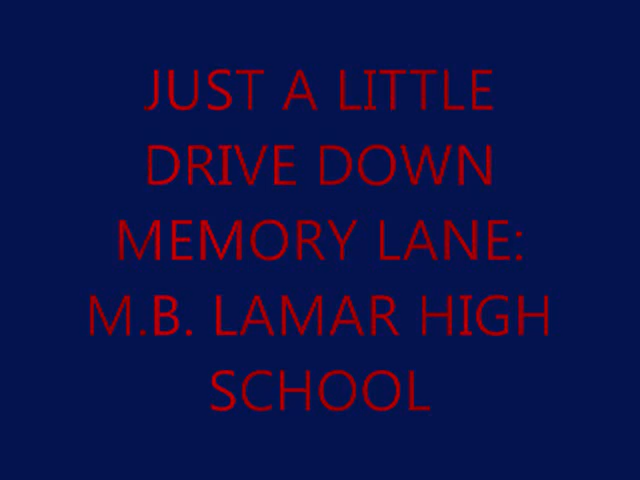 JUST A LITTLE
DRIVE DOWN
MEMORY LANE:
M.B. LAMAR HIGH
SCHOOL